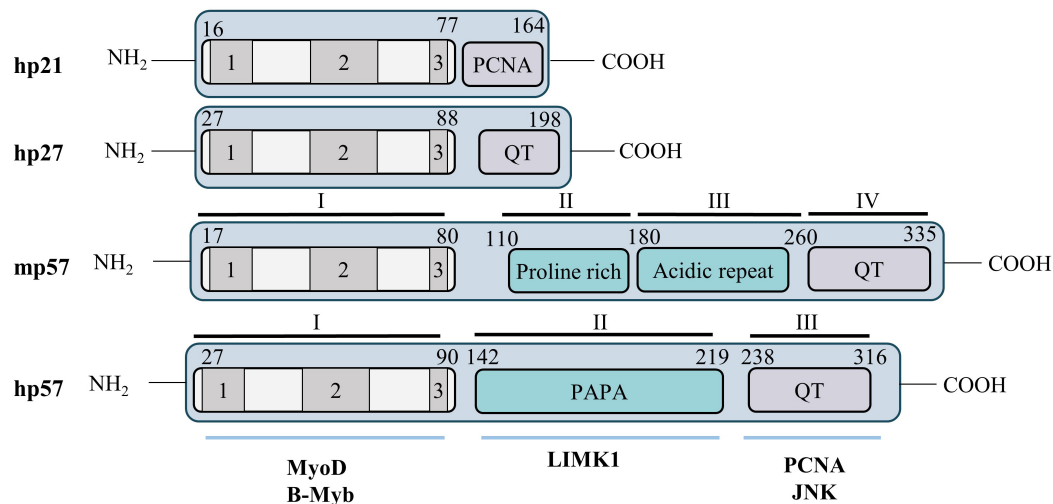 16 77 164
hp21 NH2 1 2 3 PCNA COOH
27 88 198
hp27 NH2 1 2 3 QT COOH
I II III IV
17 80 110 180 260 335
mp57 NH2 1 2 3 Proline rich Acidic repeat QT COOH
I II III
27 90 142 219 238 316
hp57 NH2 1 2 3 PAPA QT COOH
MyoD LIMK1 PCNA
B-Myb JNK